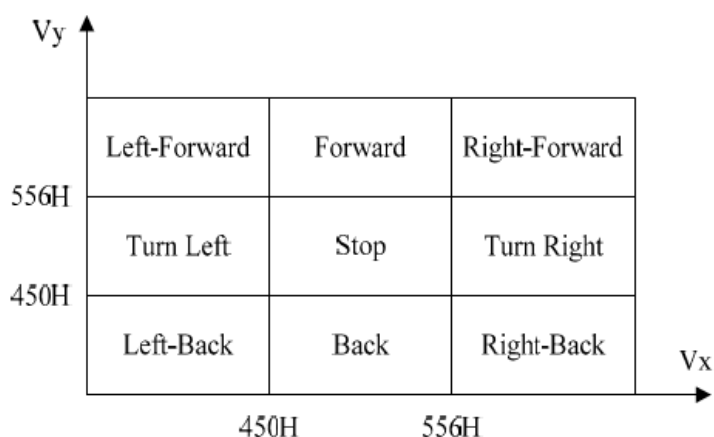 Vy
Left-Forward Forward Right-Forward
556H
Turn Left Stop Turn Right
450H
Left-Back Back Right-Back
Vx
450H 556H